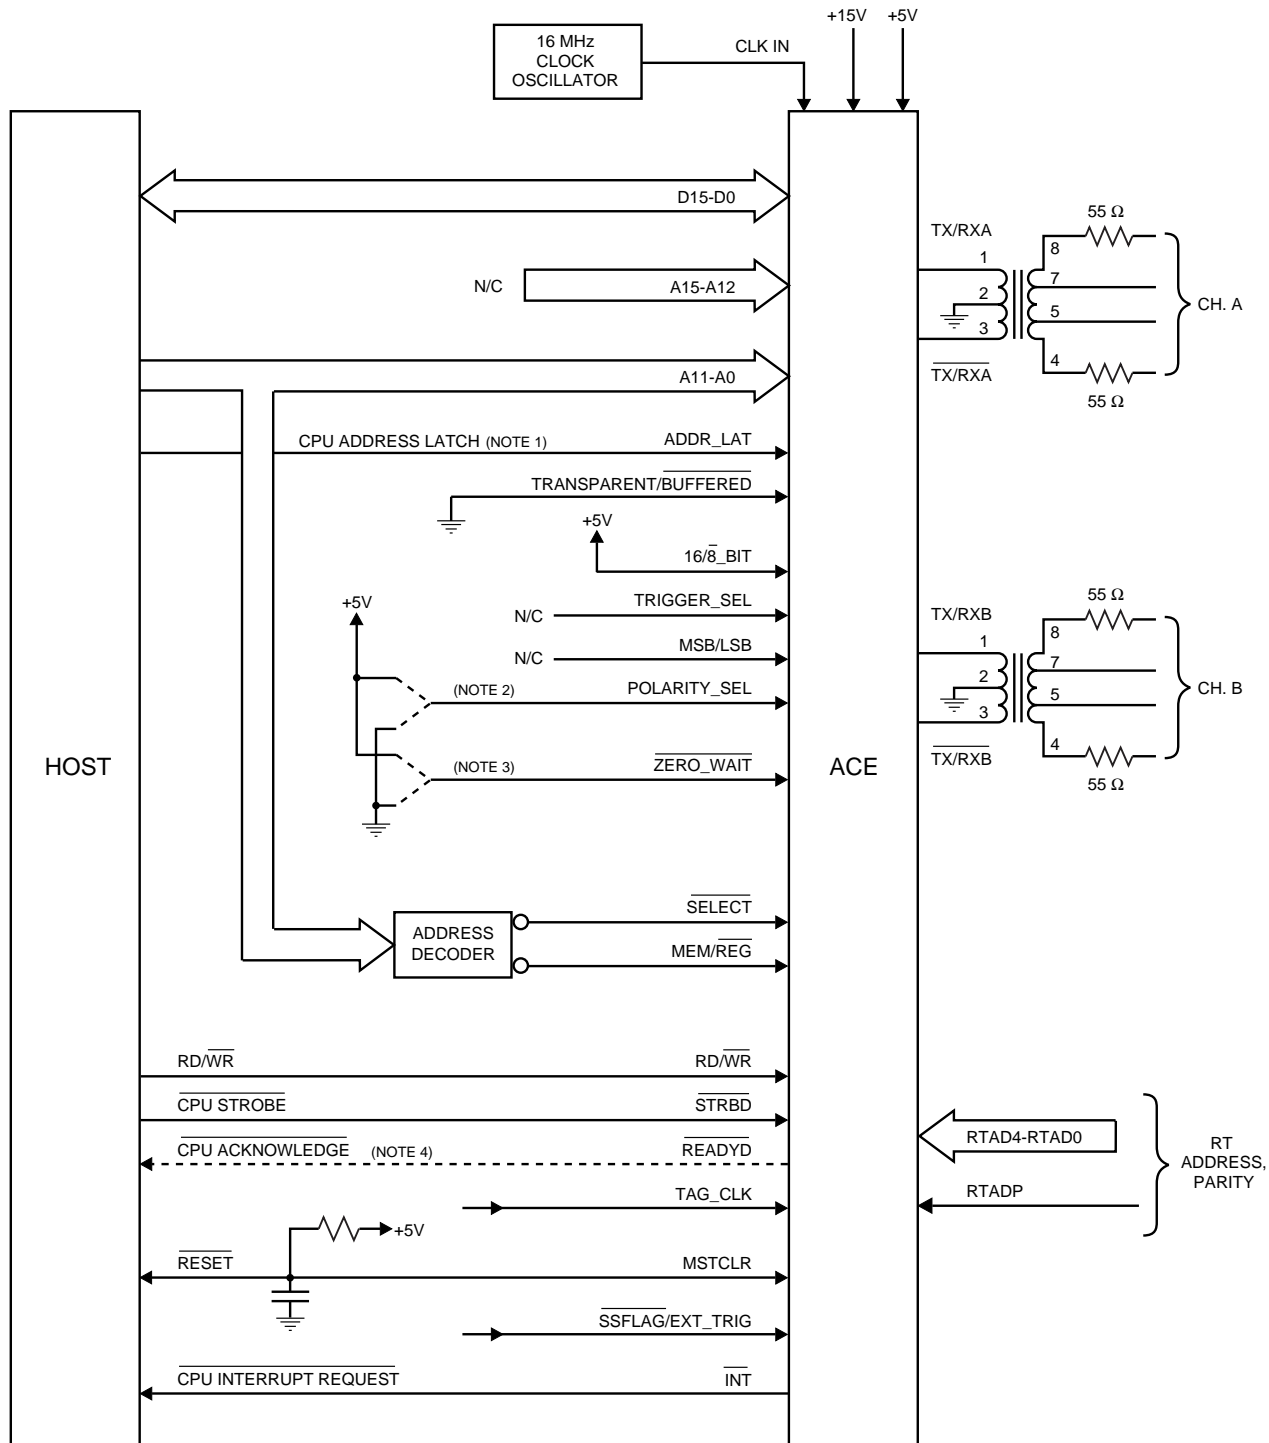 +15V +5V
16 MHz
CLOCK
OSCILLATOR
CLK IN
D15-D0
N/C A15-A12
A11-A0
CPU ADDRESS LATCH (NOTE 1) ADDR_LAT
TRANSPARENT/BUFFERED
+5V
16/8_BIT
+5V
N/C TRIGGER_SEL
N/C MSB/LSB
(NOTE 2) POLARITY_SEL
(NOTE 3) ZERO_WAIT
HOST
ACE
ADDRESS
DECODER
SELECT
MEM/REG
RD/WR RD/WR
CPU STROBE STRBD
CPU ACKNOWLEDGE (NOTE 4) READYD
TAG_CLK
+5V
RESET MSTCLR
SSFLAG/EXT_TRIG
CPU INTERRUPT REQUEST INT
TX/RXA
1
2
3
TX/RXA
55 Ω
8
7
5
4
55 Ω
CH. A
TX/RXB
1
2
3
TX/RXB
55 Ω
8
7
5
4
55 Ω
CH. B
RTAD4-RTAD0
RTADP
RT
ADDRESS,
PARITY